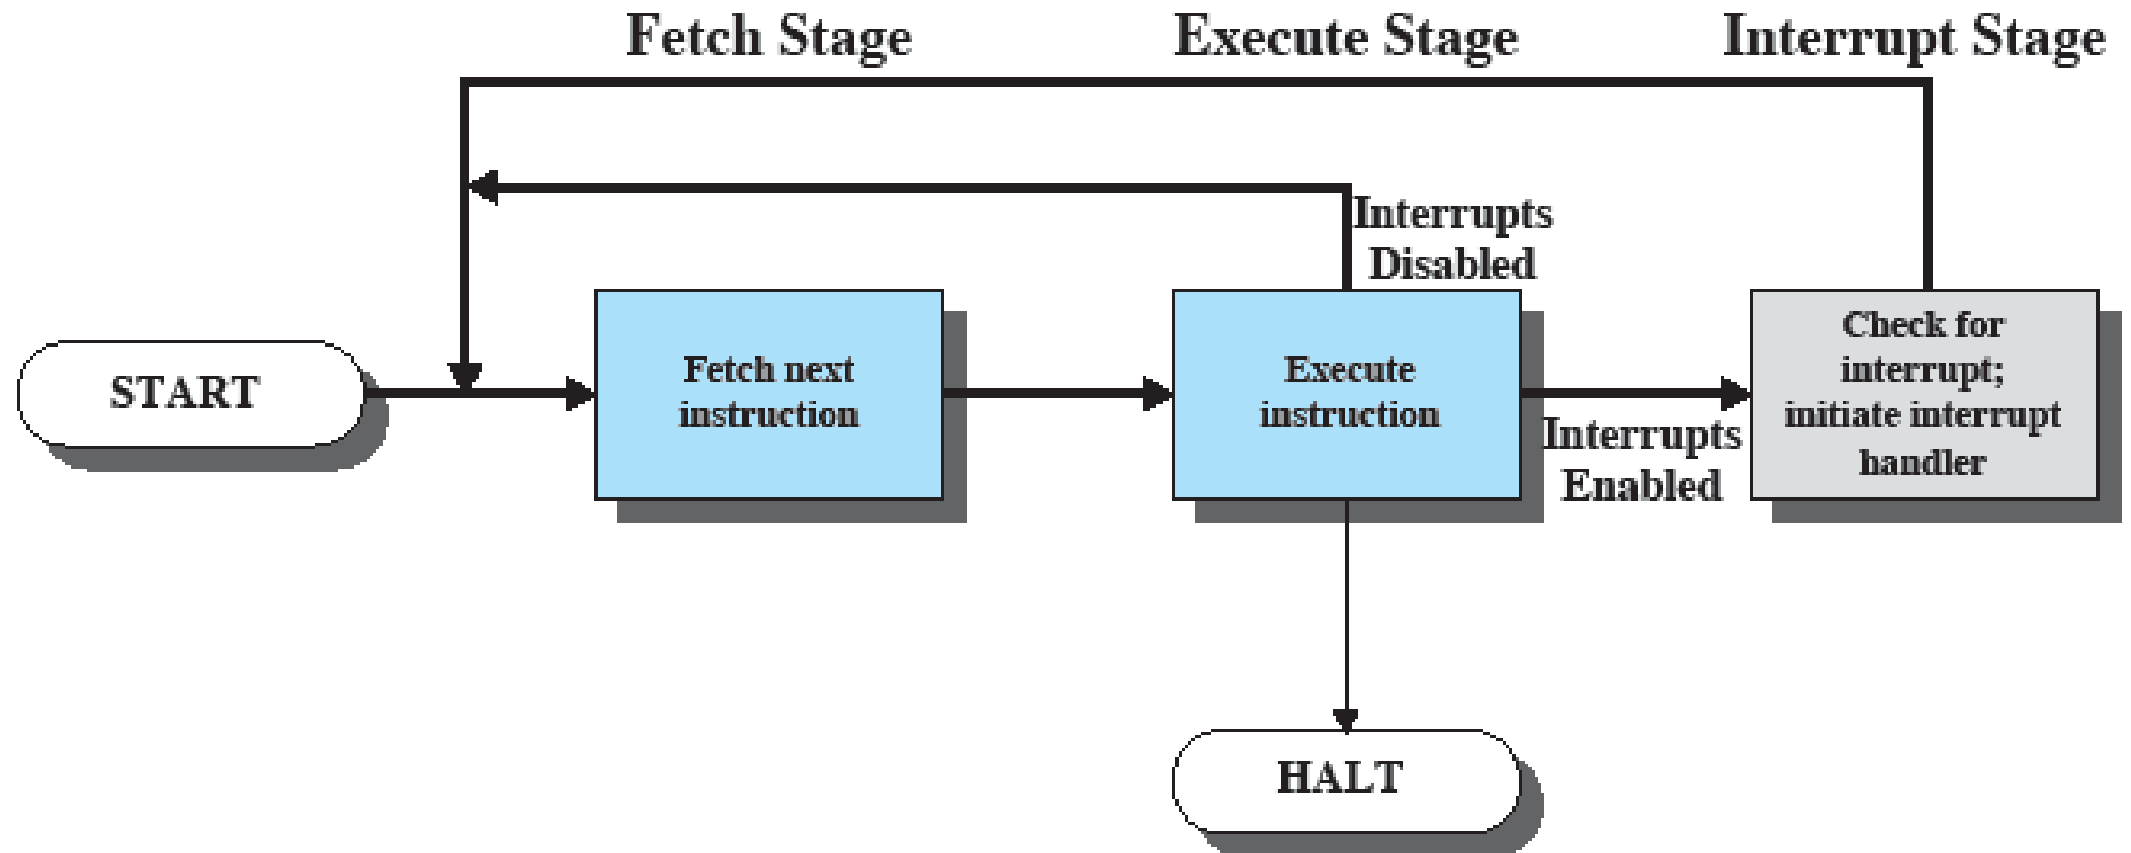 Fetch Stage
Execute Stage
Interrupt Stage
Interrupts
Disabled
START
Fetch next
instruction
Execute
instruction
Interrupts
Enabled
Check for
interrupt;
initiate interrupt
handler
HALT